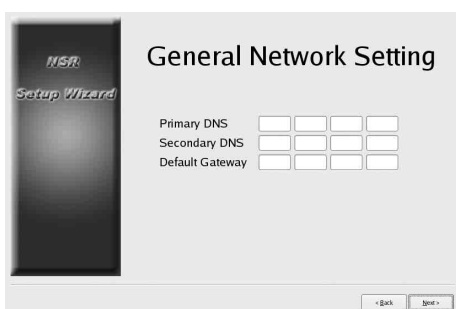 NSR
Setup Wizard
General Network Setting
Primary DNS
Secondary DNS
Default Gateway
< Back
Next >